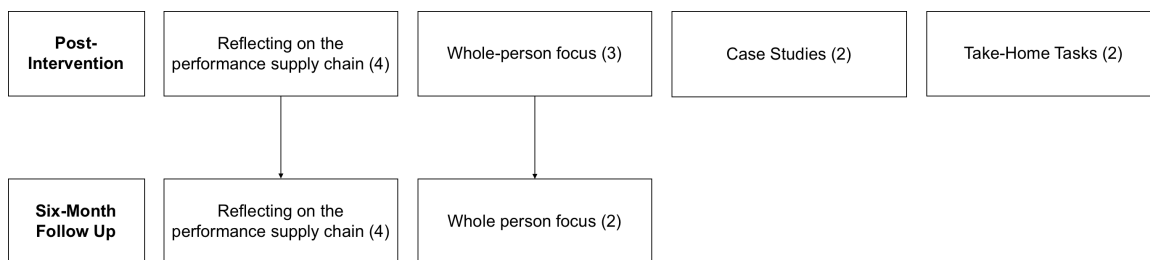 Post-
Intervention
Reflecting on the
performance supply chain (4)
Whole-person focus (3)
Case Studies (2)
Take-Home Tasks (2)
Six-Month
Follow Up
Reflecting on the
performance supply chain (4)
Whole person focus (2)